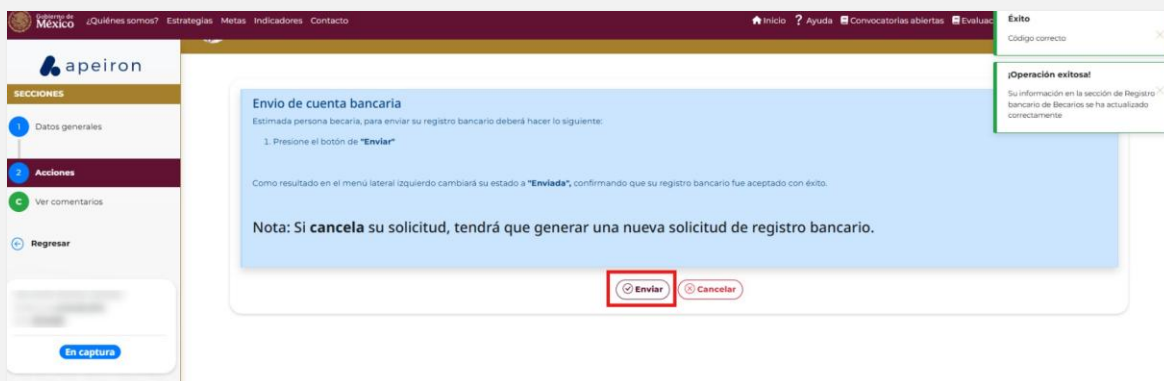 Gobierno de
México
¿Quiénes somos? Estrategias Metas Indicadores Contacto
Inicio ? Ayuda Convocatorias abiertas
Éxito
Código correcto
¡Operación exitosa!
Su información en la sección de Registro
bancario de Becarios se ha actualizado
correctamente
apeiron
SECCIONES
1 Datos generales
2 Acciones
C Ver comentarios
Regresar
En captura
Envio de cuenta bancaria
Estimada persona becaria, para enviar su registro bancario deberá hacer lo siguiente:
1. Presione el botón de "Enviar"
Como resultado en el menú lateral izquierdo cambiará su estado a "Enviada", confirmando que su registro bancario fue aceptado con éxito.
Nota: Si cancela su solicitud, tendrá que generar una nueva solicitud de registro bancario.
Enviar
Cancelar